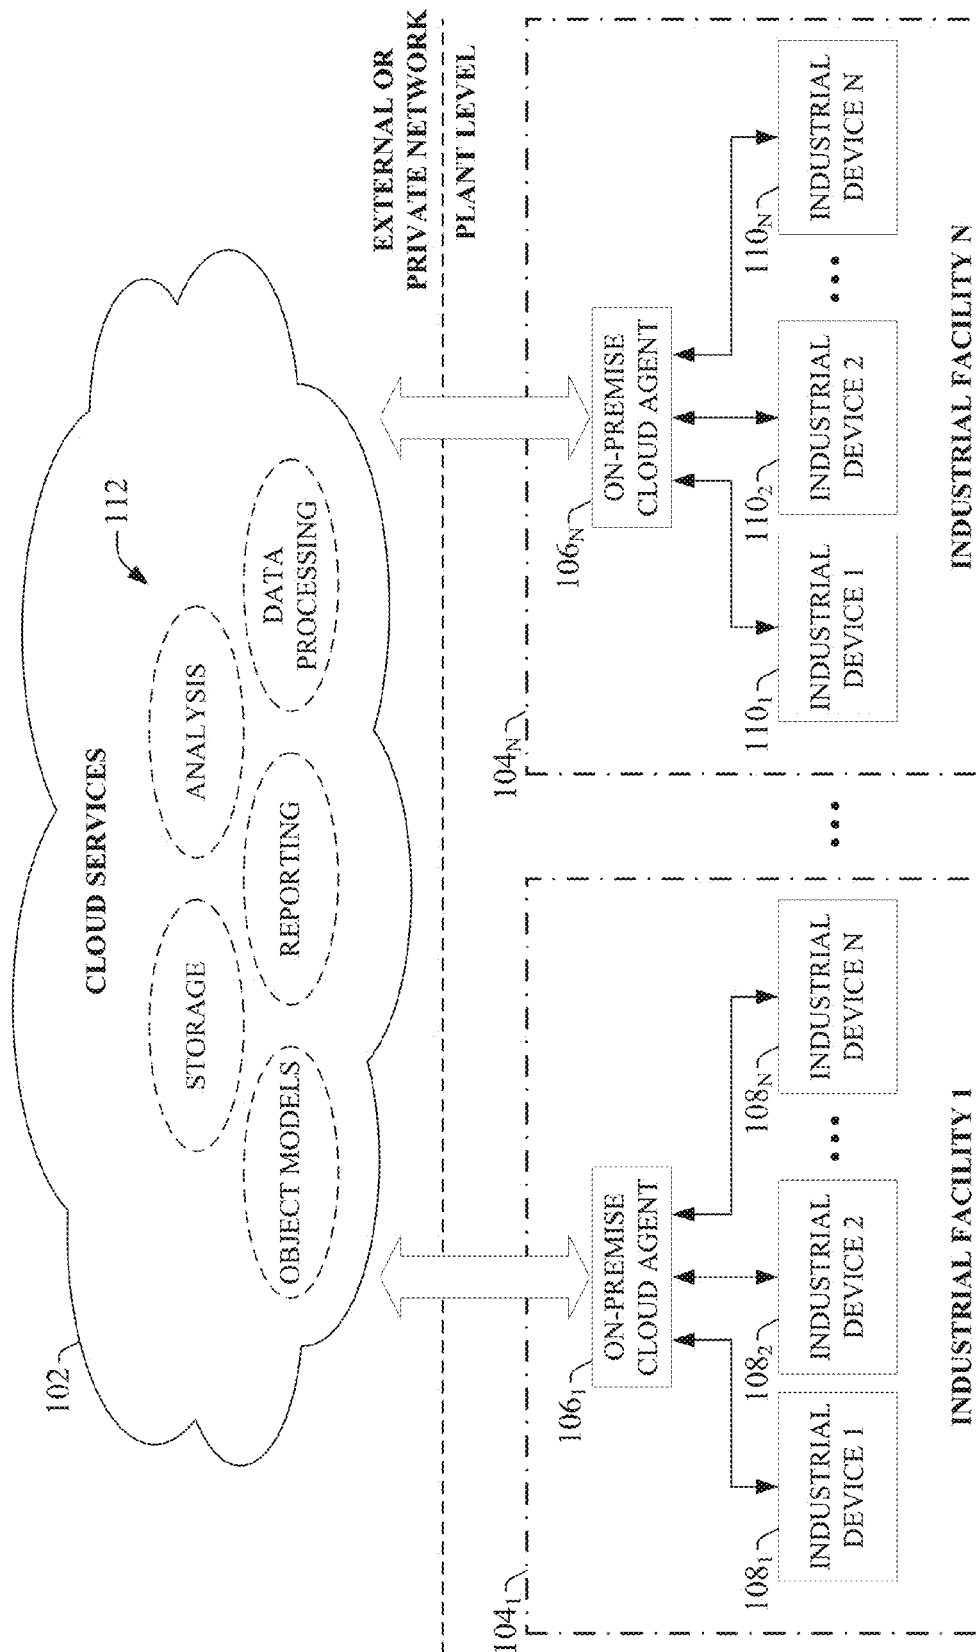 102
CLOUD SERVICES
112
STORAGE
ANALYSIS
OBJECT MODELS
REPORTING
DATA
PROCESSING
EXTERNAL OR
PRIVATE NETWORK
PLANT LEVEL
104₁
106₁
ON-PREMISE
CLOUD AGENT
108₁
108₂
108N
INDUSTRIAL
DEVICE 1
INDUSTRIAL
DEVICE 2
•••
INDUSTRIAL
DEVICE N
INDUSTRIAL FACILITY 1
•••
104N
106N
ON-PREMISE
CLOUD AGENT
110₁
110₂
110N
INDUSTRIAL
DEVICE 1
INDUSTRIAL
DEVICE 2
•••
INDUSTRIAL
DEVICE N
INDUSTRIAL FACILITY N